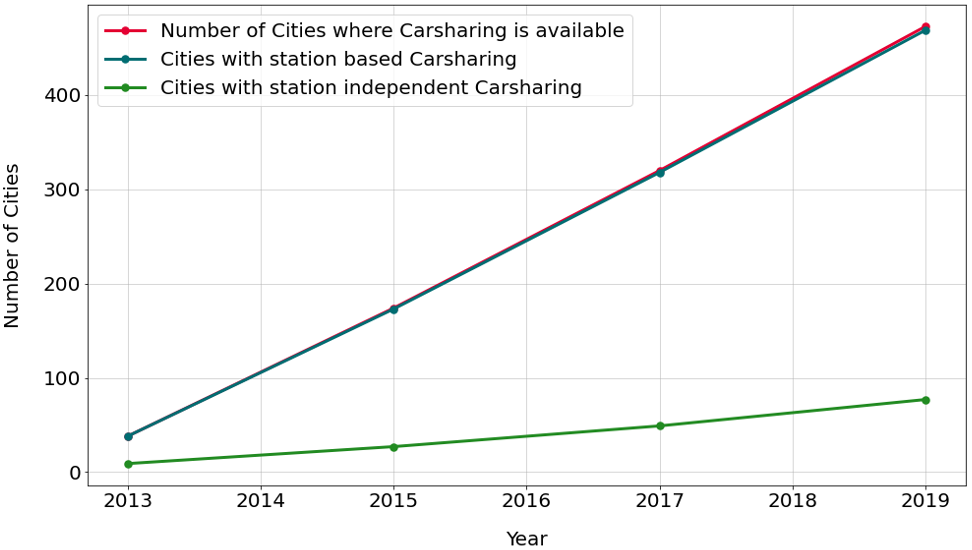 Number of Cities where Carsharing is available
Cities with station based Carsharing
Cities with station independent Carsharing
Number of Cities
400
300
200
100
0
2013 2014 2015 2016 2017 2018 2019
Year